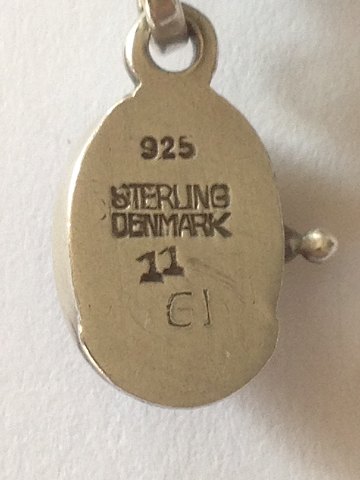 925
STERLING
DENMARK
11